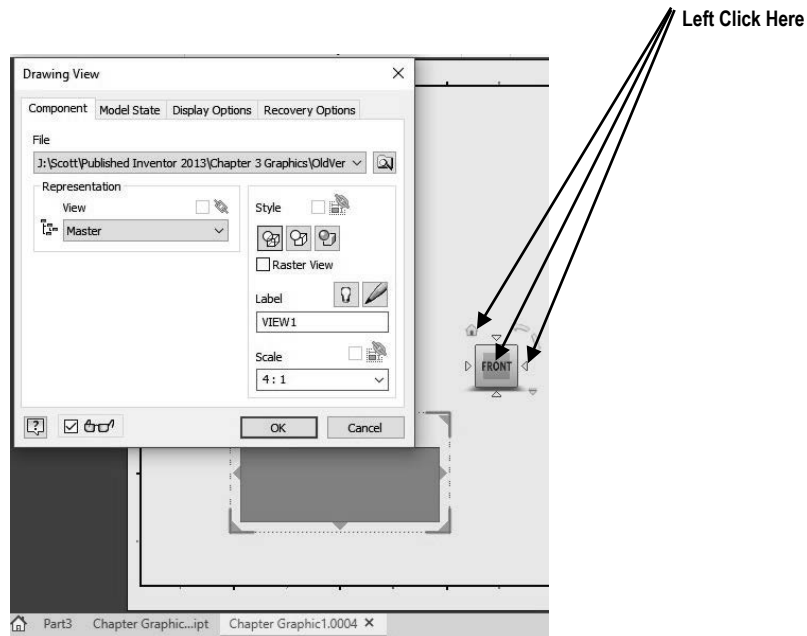 Left Click Here
Drawing View
Component Model State Display Options Recovery Options
File
J:\Scott\Published Inventor 2013\Chapter 3 Graphics\OldVer
Representation
View
Master
Style
Raster View
Label
VIEW1
Scale
4 : 1
FRONT
OK Cancel
Part3 Chapter Graphic...ipt Chapter Graphic1.0004